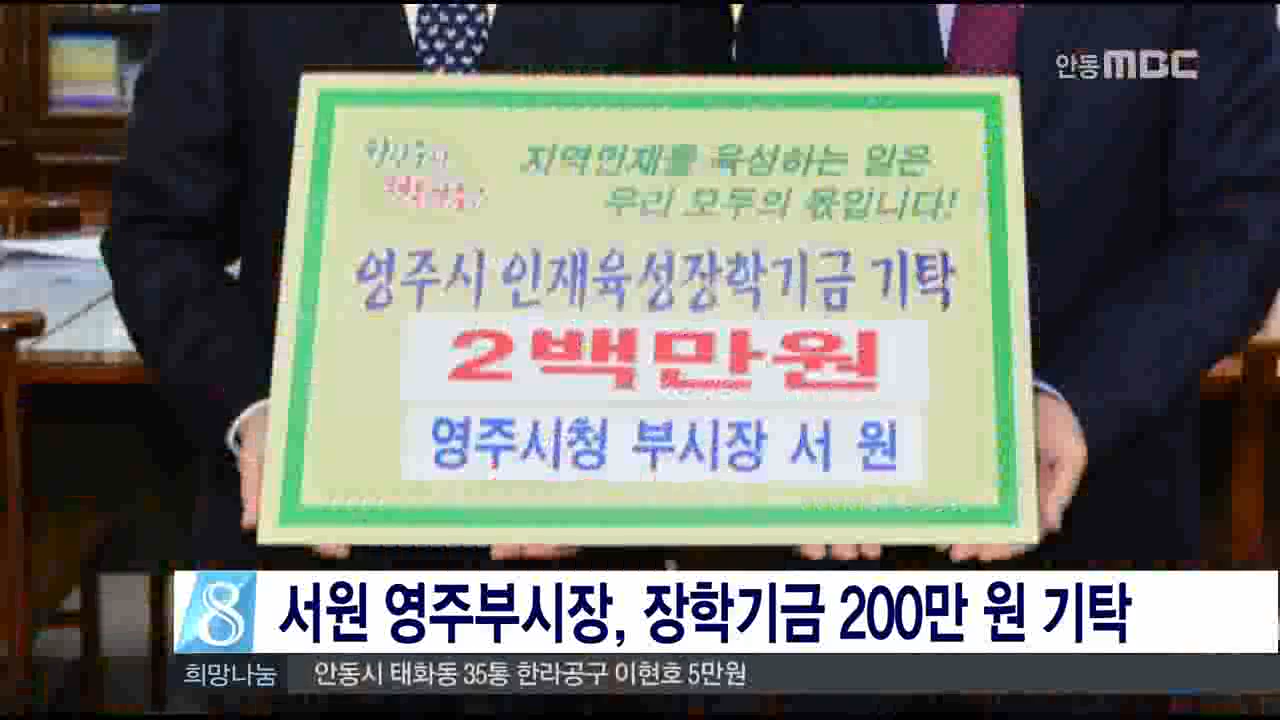 안동MBC
지역인재를 육성하는 일은
우리 모두의 몫입니다!
영주시 인재육성장학기금 기탁
2백만원
영주시청 부시장 서 원
8 서원 영주부시장, 장학기금 200만 원 기탁
희망나눔 안동시 태화동 35통 한라공구 이현호 5만원